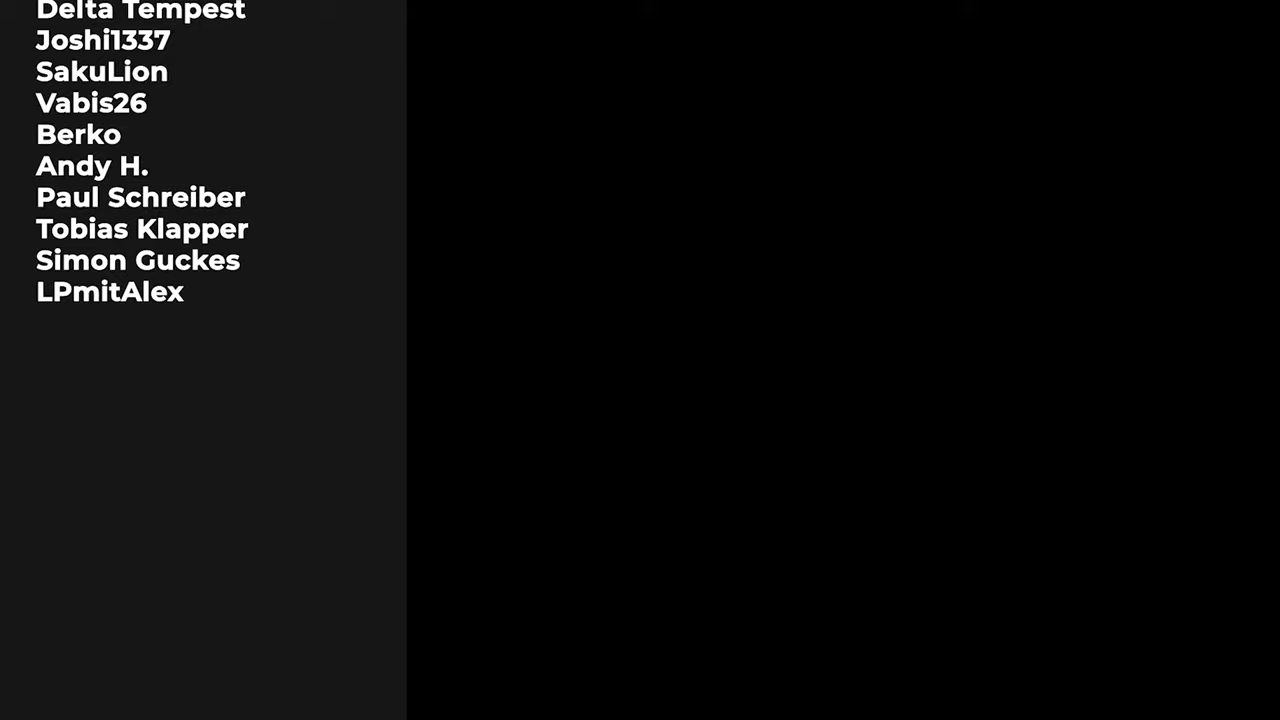 Delta Tempest
Joshi1337
SakuLion
Vabis26
Berko
Andy H.
Paul Schreiber
Tobias Klapper
Simon Guckes
LPmitAlex